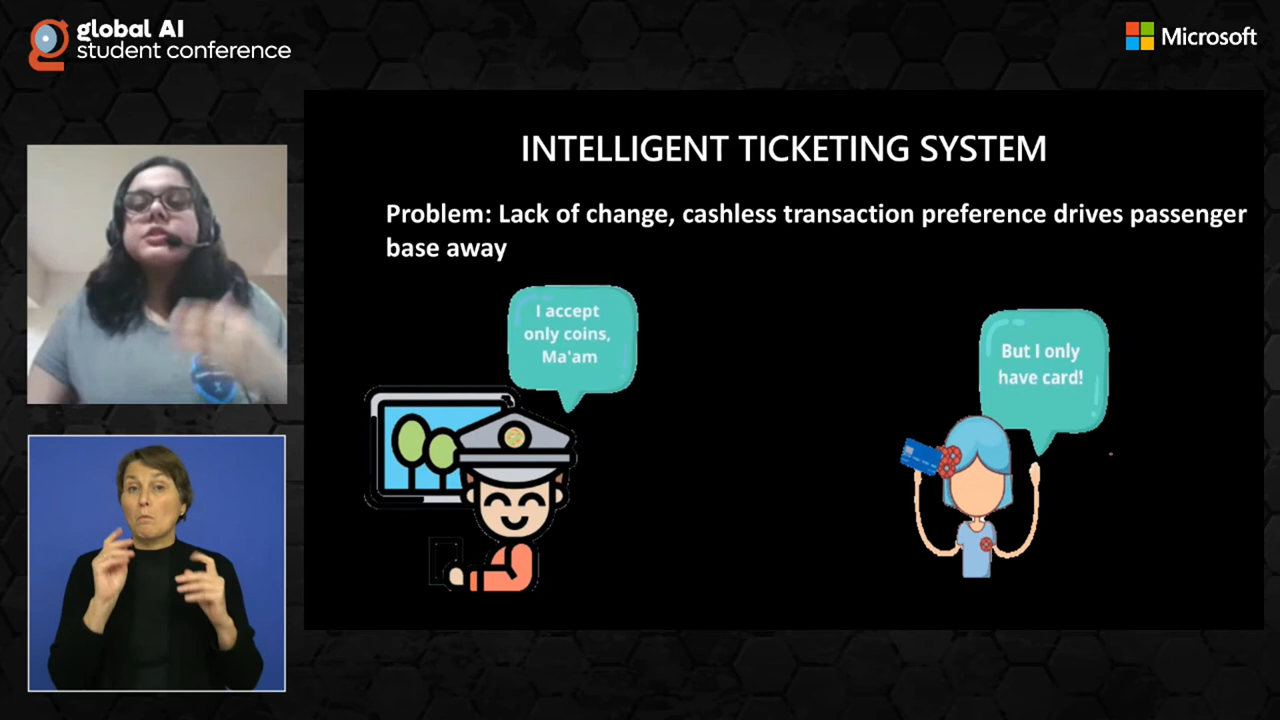 global AI
student conference
Microsoft
INTELLIGENT TICKETING SYSTEM
Problem: Lack of change, cashless transaction preference drives passenger
base away
I accept
only coins,
Ma'am
But I only
have card!